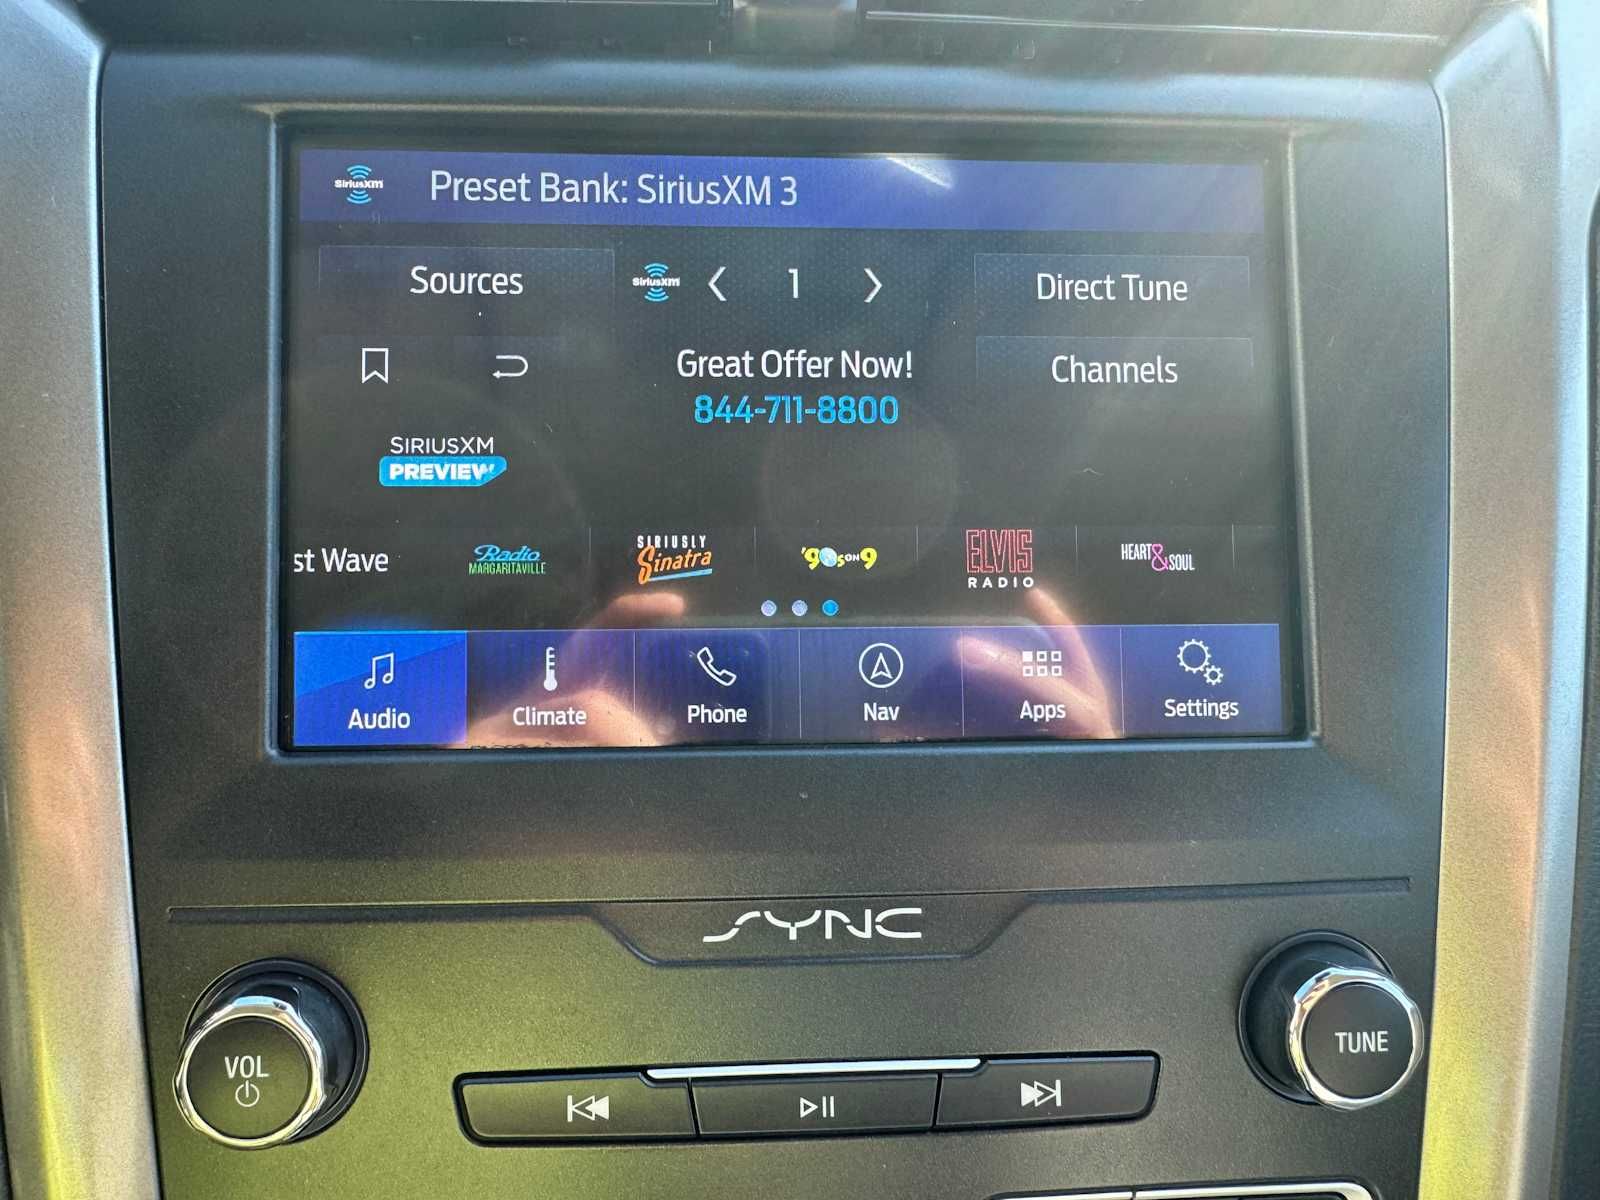 SiriusXM
Preset Bank: SiriusXM 3
Sources
SiriusXM
1
Direct Tune
Great Offer Now!
Channels
844-711-8800
SIRIUSXM
PREVIEW
st Wave
Radio
MARGARITAVILLE
SIRIUSLY
Sinatra
'90s ON 9
ELVIS
RADIO
HEART & SOUL
Audio
Climate
Phone
Nav
Apps
Settings
SYNC
VOL
TUNE